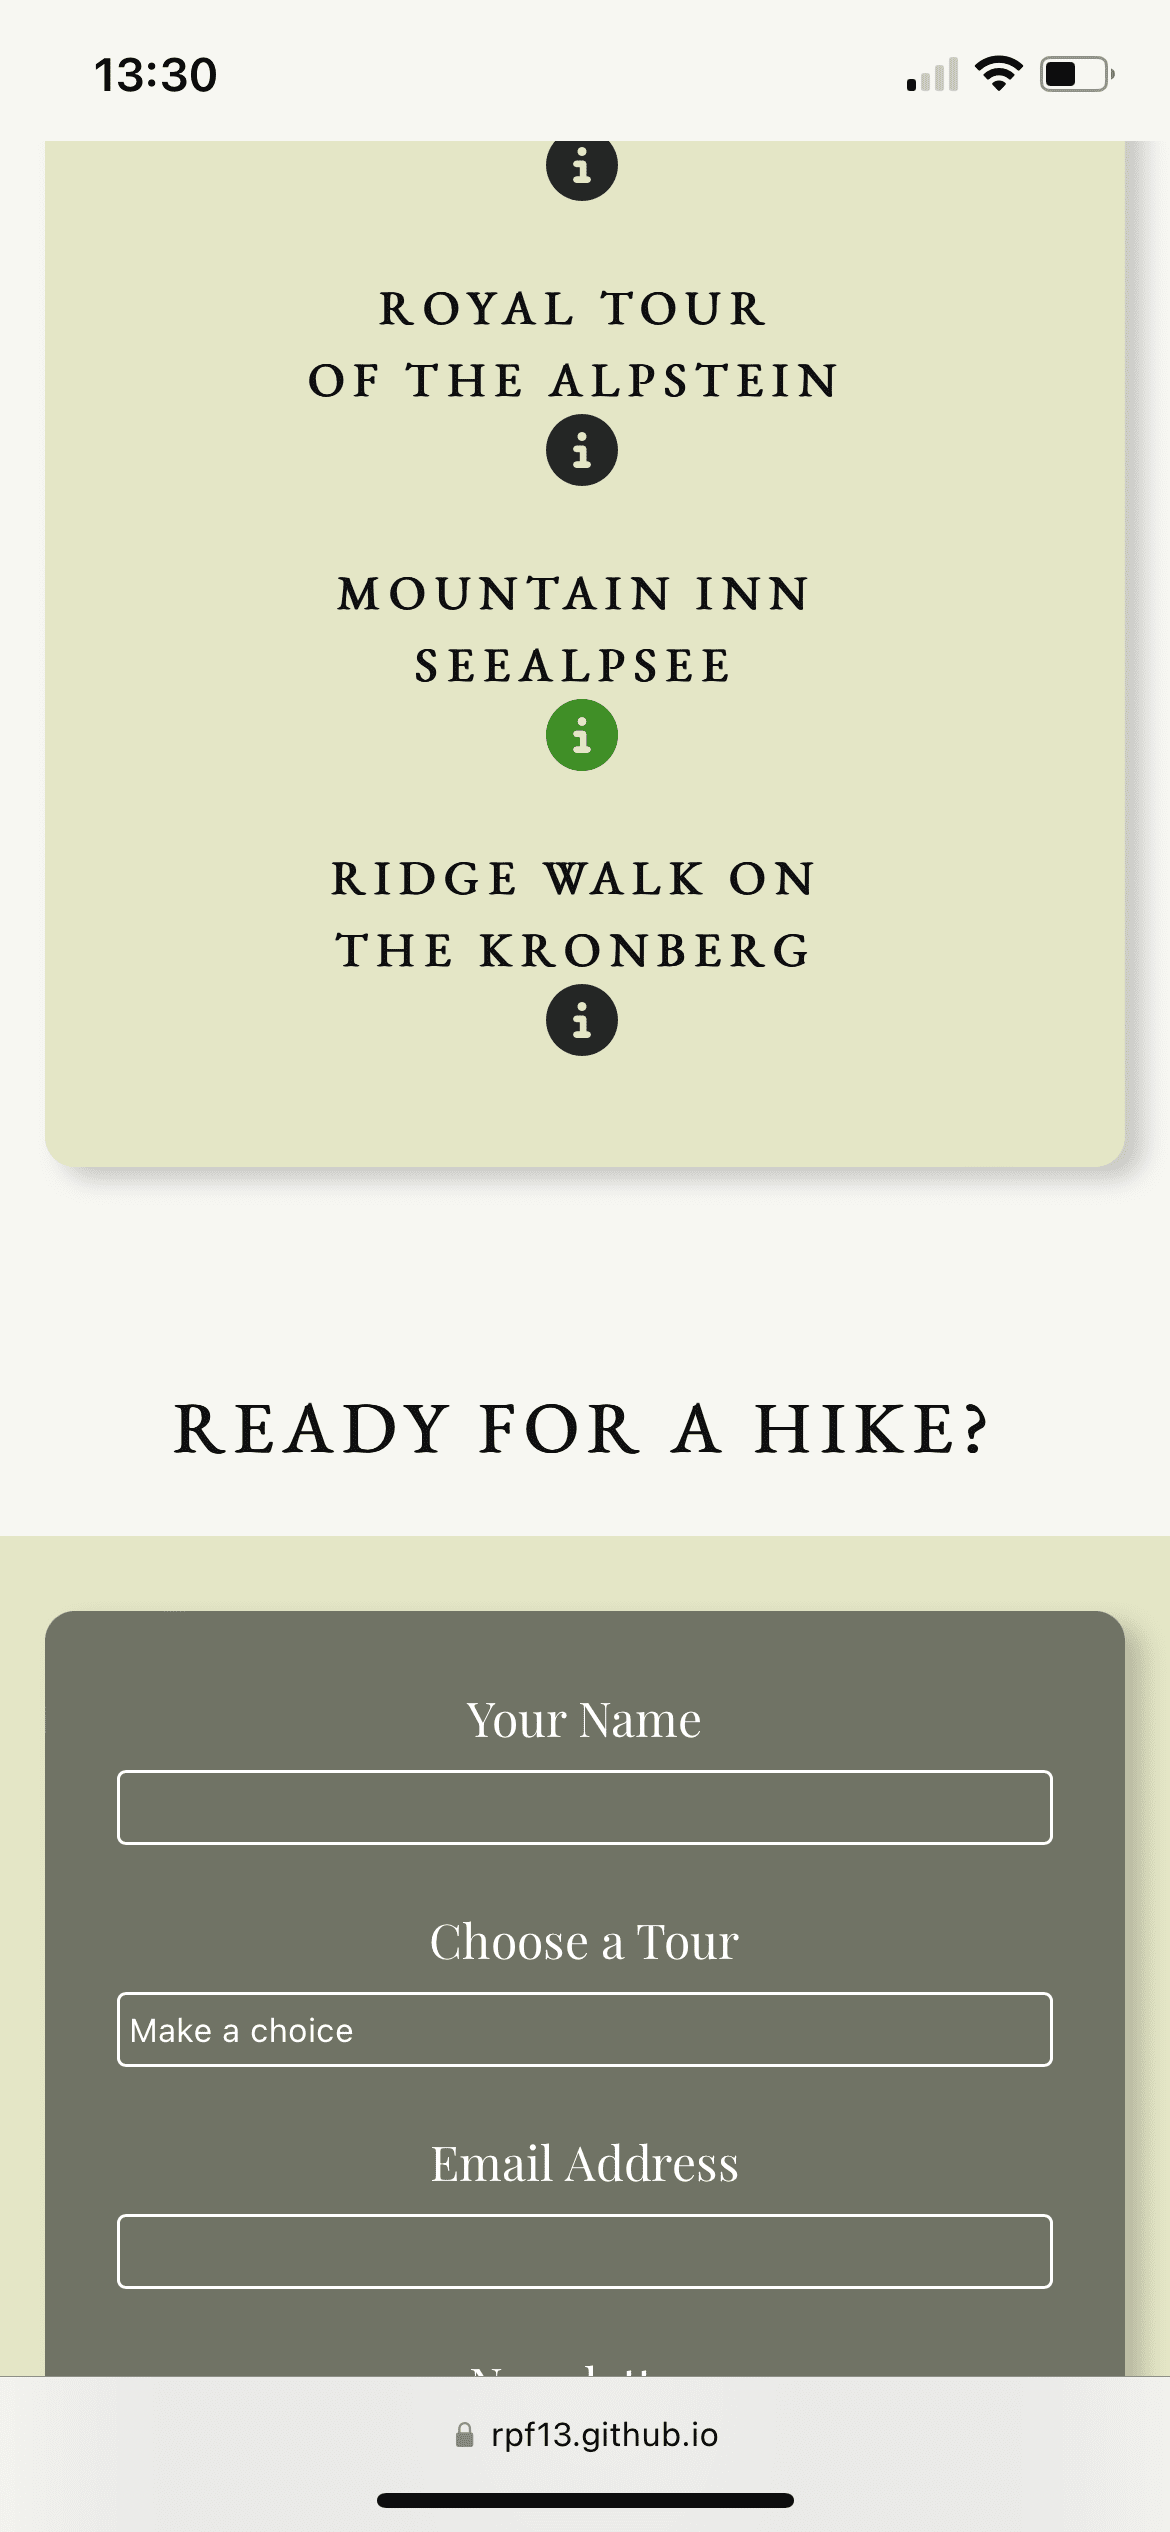 13:30
ROYAL TOUR
OF THE ALPSTEIN
MOUNTAIN INN
SEEALPSEE
RIDGE WALK ON
THE KRONBERG
READY FOR A HIKE?
Your Name
Choose a Tour
Make a choice
Email Address
rpf13.github.io